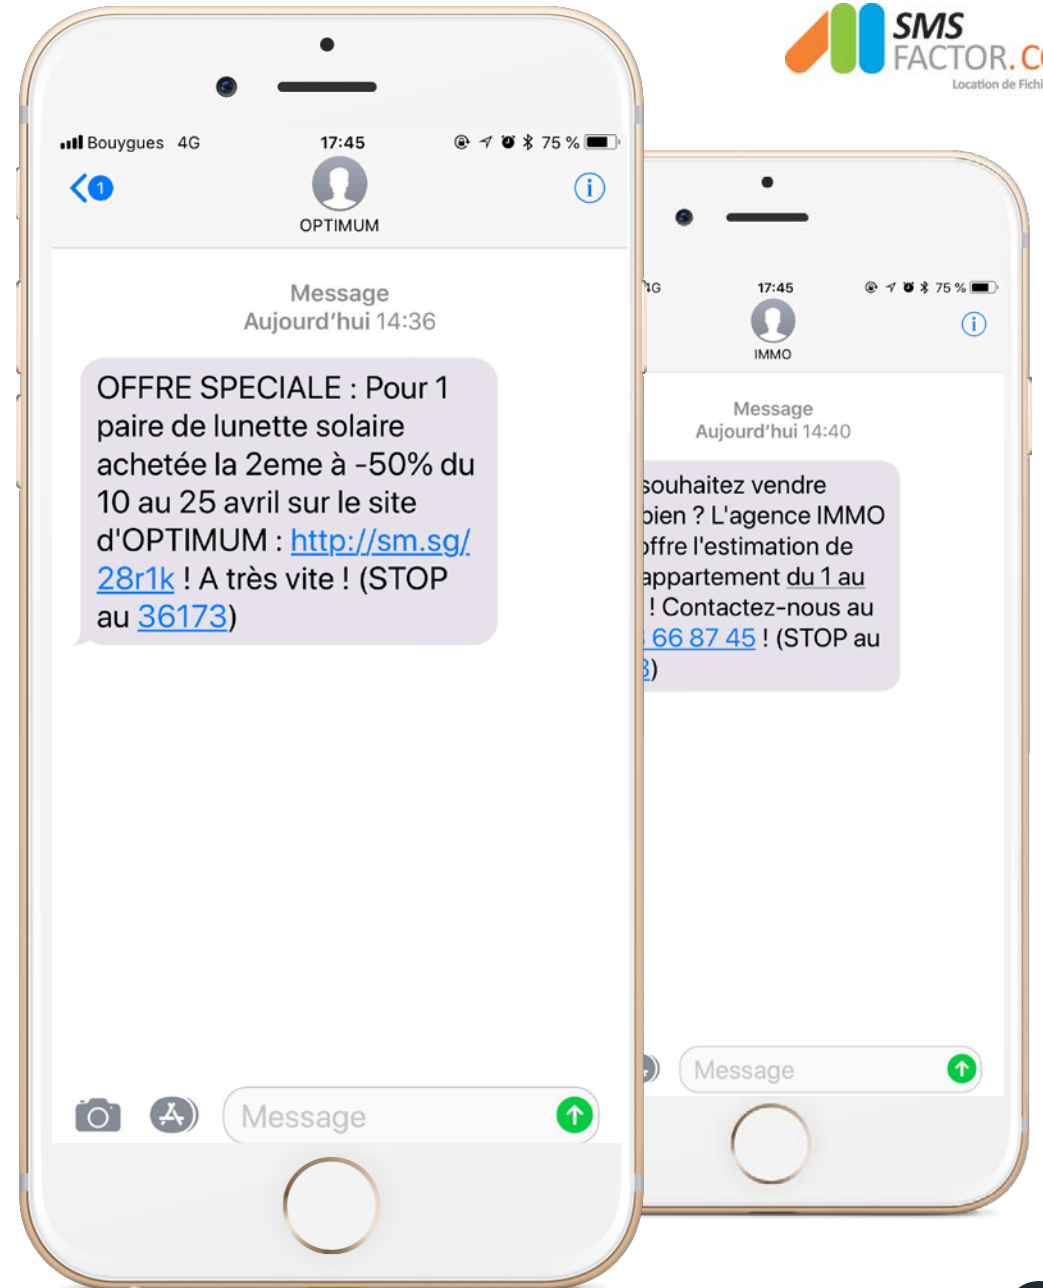 SMS
FACTOR.CO
Location de Fichi
Bouygues 4G
17:45
75 %
1
OPTIMUM
Message
Aujourd’hui 14:36
OFFRE SPECIALE : Pour 1
paire de lunette solaire
achetée la 2eme à -50% du
10 au 25 avril sur le site
d'OPTIMUM : http://sm.sg/
28r1k ! A très vite ! (STOP
au 36173)
Message
4G
17:45
75 %
IMMO
Message
Aujourd’hui 14:40
souhaitez vendre
bien ? L'agence IMMO
offre l'estimation de
appartement du 1 au
! Contactez-nous au
66 87 45 ! (STOP au
)
Message